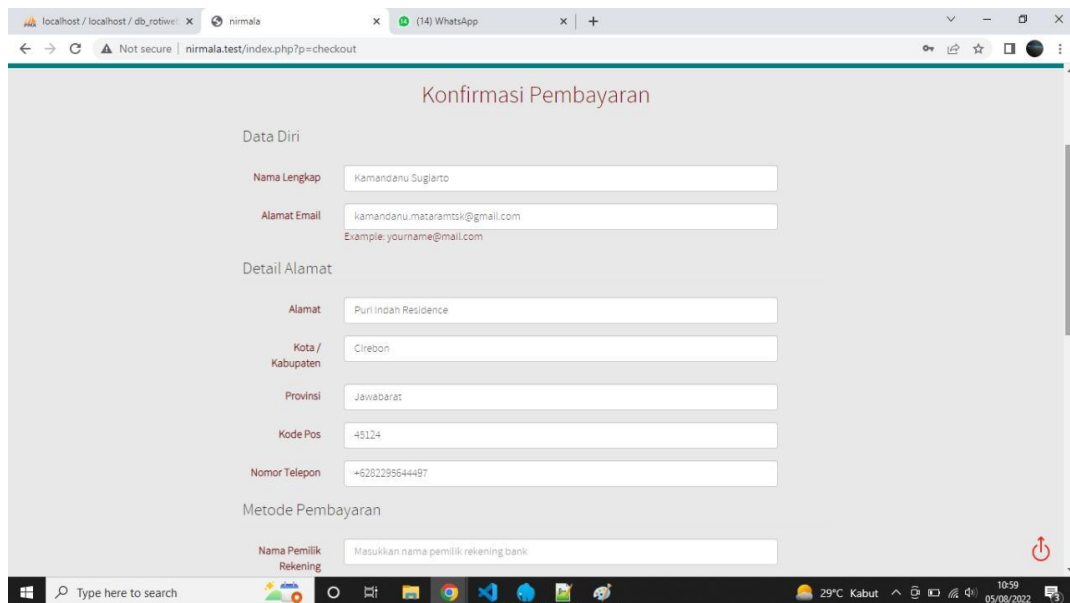 localhost / localhost / db_rotiwel
nirmala
(14) WhatsApp
Not secure
nirmala.test/index.php?p=checkout
Konfirmasi Pembayaran
Data Diri
Nama Lengkap
Kamandanu Sugiarto
Alamat Email
kamandanu.mataramtsk@gmail.com
Example: yourname@mail.com
Detail Alamat
Alamat
Puri Indah Residence
Kota /
Kabupaten
Cirebon
Provinsi
Jawabarat
Kode Pos
45124
Nomor Telepon
+6282295644497
Metode Pembayaran
Nama Pemilik
Rekening
Masukkan nama pemilik rekening bank
Type here to search
29°C Kabut
10:59
05/08/2022